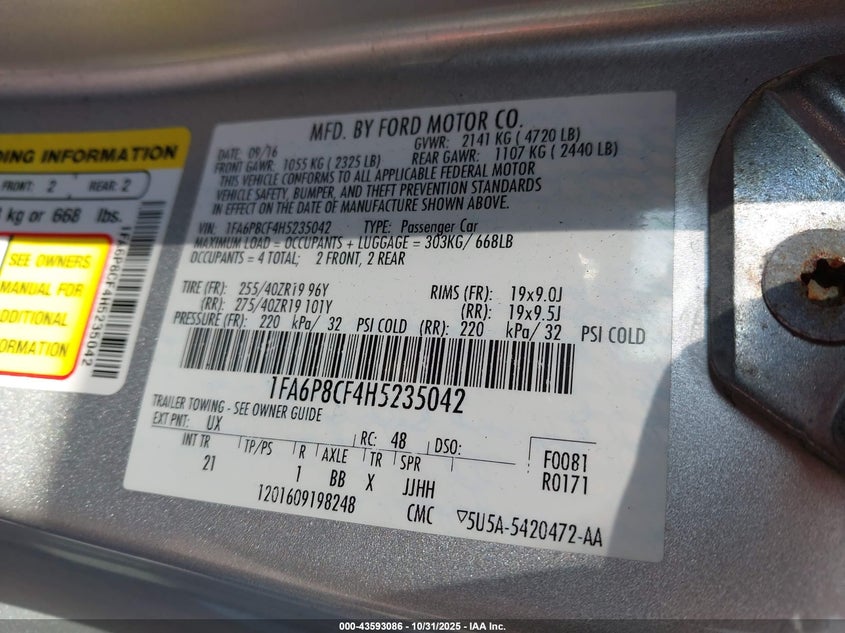 DING INFORMATION
FRONT: 2 REAR: 2
kg or 668 lbs.
SEE OWNERS
MANUAL FOR
ADDITIONAL
INFORMATION
1FA6P8CF4H5235042
MFD. BY FORD MOTOR CO.
DATE: 09/16 GVWR: 2141 KG ( 4720 LB)
FRONT GAWR: 1055 KG ( 2325 LB) REAR GAWR: 1107 KG ( 2440 LB)
THIS VEHICLE CONFORMS TO ALL APPLICABLE FEDERAL MOTOR
VEHICLE SAFETY, BUMPER, AND THEFT PREVENTION STANDARDS
IN EFFECT ON THE DATE OF MANUFACTURE SHOWN ABOVE.
VIN: 1FA6P8CF4H5235042 TYPE: Passenger Car
MAXIMUM LOAD = OCCUPANTS + LUGGAGE = 303KG/ 668LB
OCCUPANTS = 4 TOTAL; 2 FRONT, 2 REAR
TIRE (FR): 255/40ZR19 96Y RIMS (FR): 19x9.0J
(RR): 275/40ZR19 101Y (RR): 19x9.5J
PRESSURE (FR): 220 kPa/ 32 PSI COLD (RR): 220 kPa/ 32 PSI COLD
1FA6P8CF4H5235042
TRAILER TOWING - SEE OWNER GUIDE
EXT PNT: UX RC: 48 DSO:
INT TR TP/PS R AXLE TR SPR F0081
21 1 BB X JJHH R0171
1201609198248 CMC 5U5A-5420472-AA
000-43593086 - 10/31/2025 - IAA Inc.